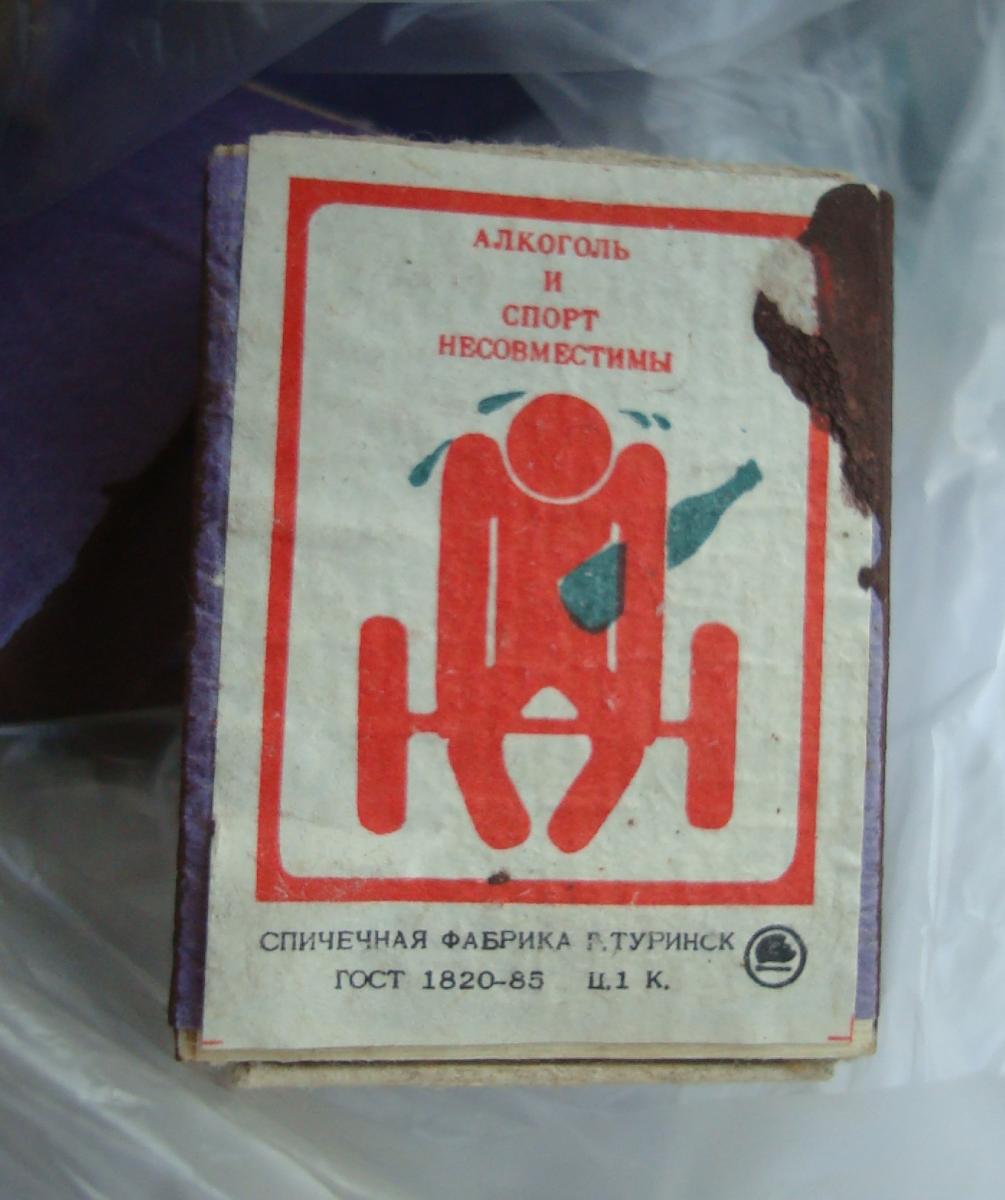 АЛКОГОЛЬ
И
СПОРТ
НЕСОВМЕСТИМЫ
СПИЧЕЧНАЯ ФАБРИКА Г.ТУРИНСК
ГОСТ 1820-85 Ц.1 К.